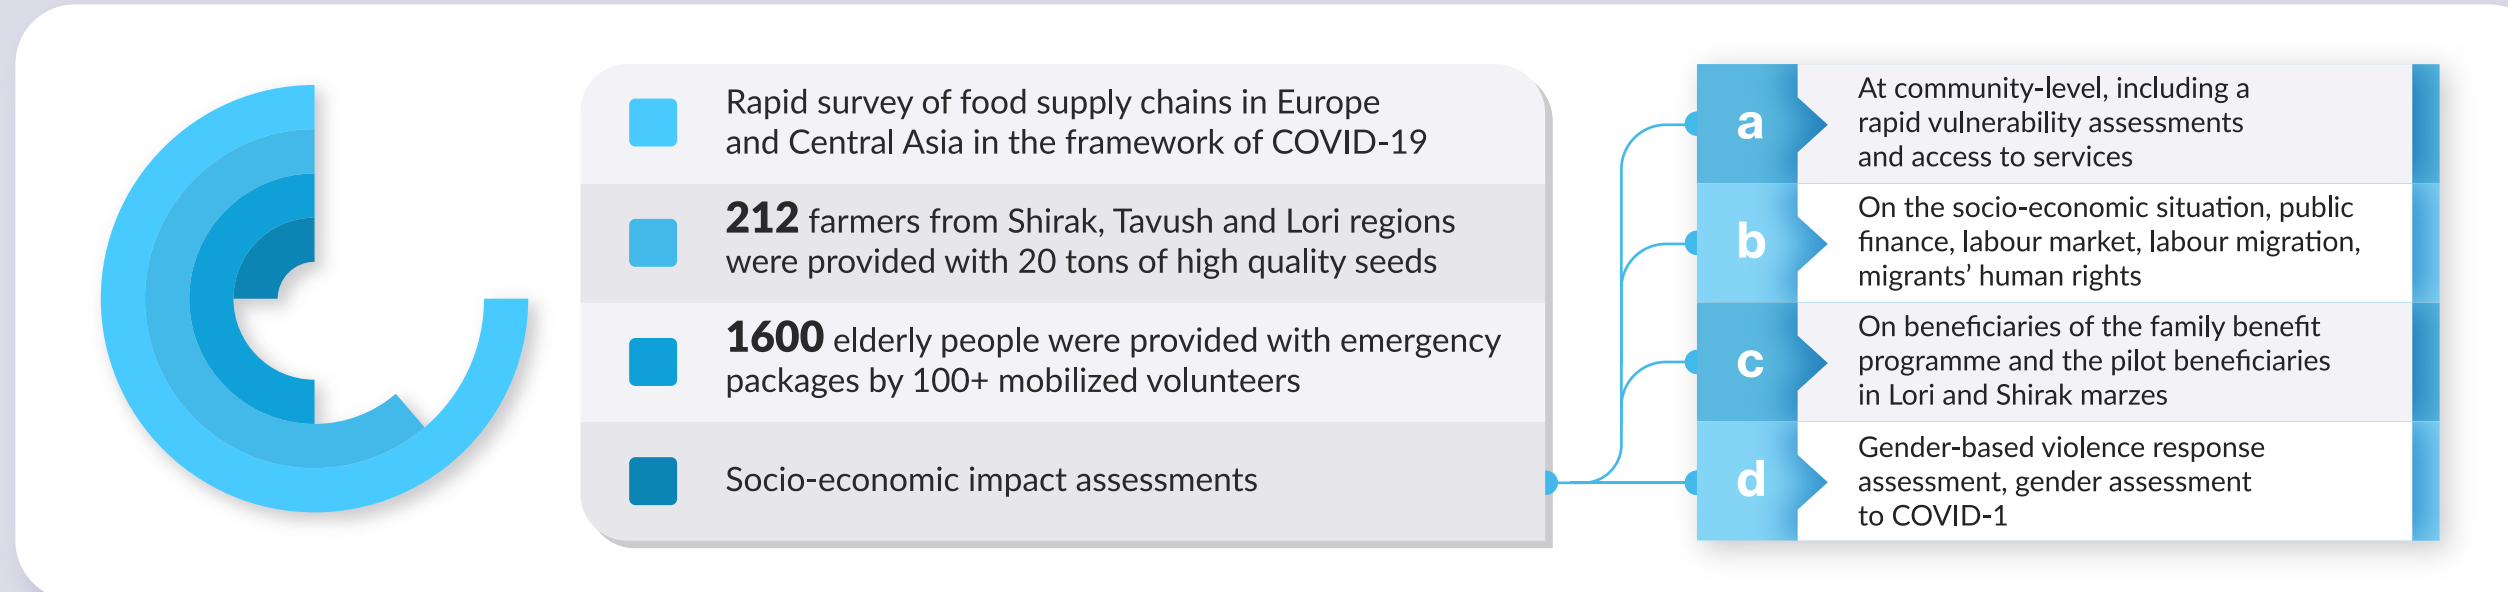 Rapid survey of food supply chains in Europe
and Central Asia in the framework of COVID-19
212 farmers from Shirak, Tavush and Lori regions
were provided with 20 tons of high quality seeds
1600 elderly people were provided with emergency
packages by 100+ mobilized volunteers
Socio-economic impact assessments
a
At community-level, including a
rapid vulnerability assessments
and access to services
b
On the socio-economic situation, public
finance, labour market, labour migration,
migrants’ human rights
c
On beneficiaries of the family benefit
programme and the pilot beneficiaries
in Lori and Shirak marzes
d
Gender-based violence response
assessment, gender assessment
to COVID-1